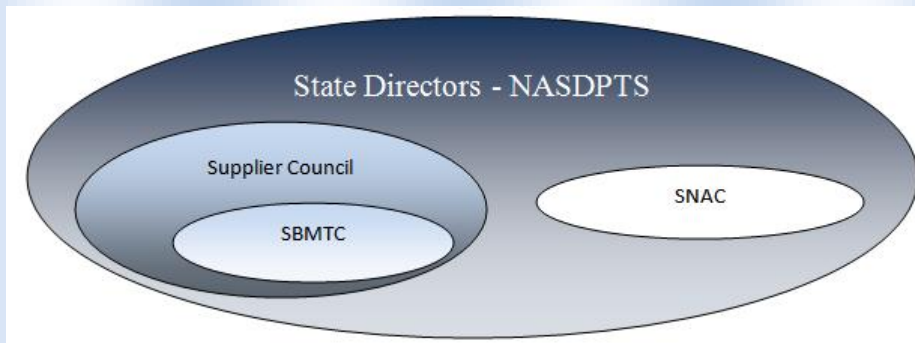 State Directors - NASDPTS
Supplier Council
SNAC
SBMTC